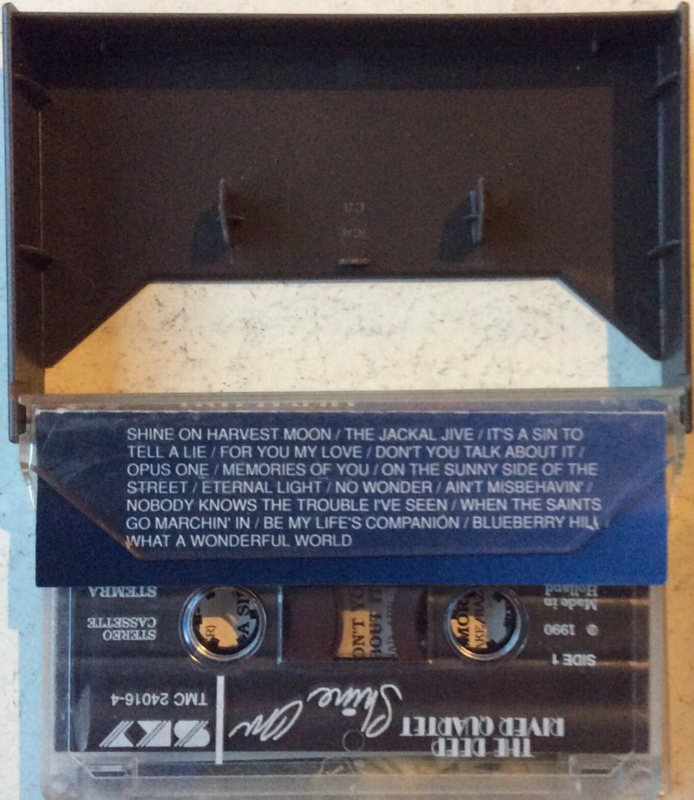 SHINE ON HARVEST MOON / THE JACKAL JIVE / IT'S A SIN TO
TELL A LIE / FOR YOU MY LOVE / DON'T YOU TALK ABOUT IT /
OPUS ONE / MEMORIES OF YOU / ON THE SUNNY SIDE OF THE
STREET / ETERNAL LIGHT / NO WONDER / AIN'T MISBEHAVIN' /
NOBODY KNOWS THE TROUBLE I'VE SEEN / WHEN THE SAINTS
GO MARCHIN' IN / BE MY LIFE'S COMPANION / BLUEBERRY HILL /
WHAT A WONDERFUL WORLD
THE DEEP
RIVER QUARTET
Shine On
SKY
TMC 24016-4
SIDE 1
℗ 1990
Made in
Holland
STEREO
CASSETTE
STEMRA